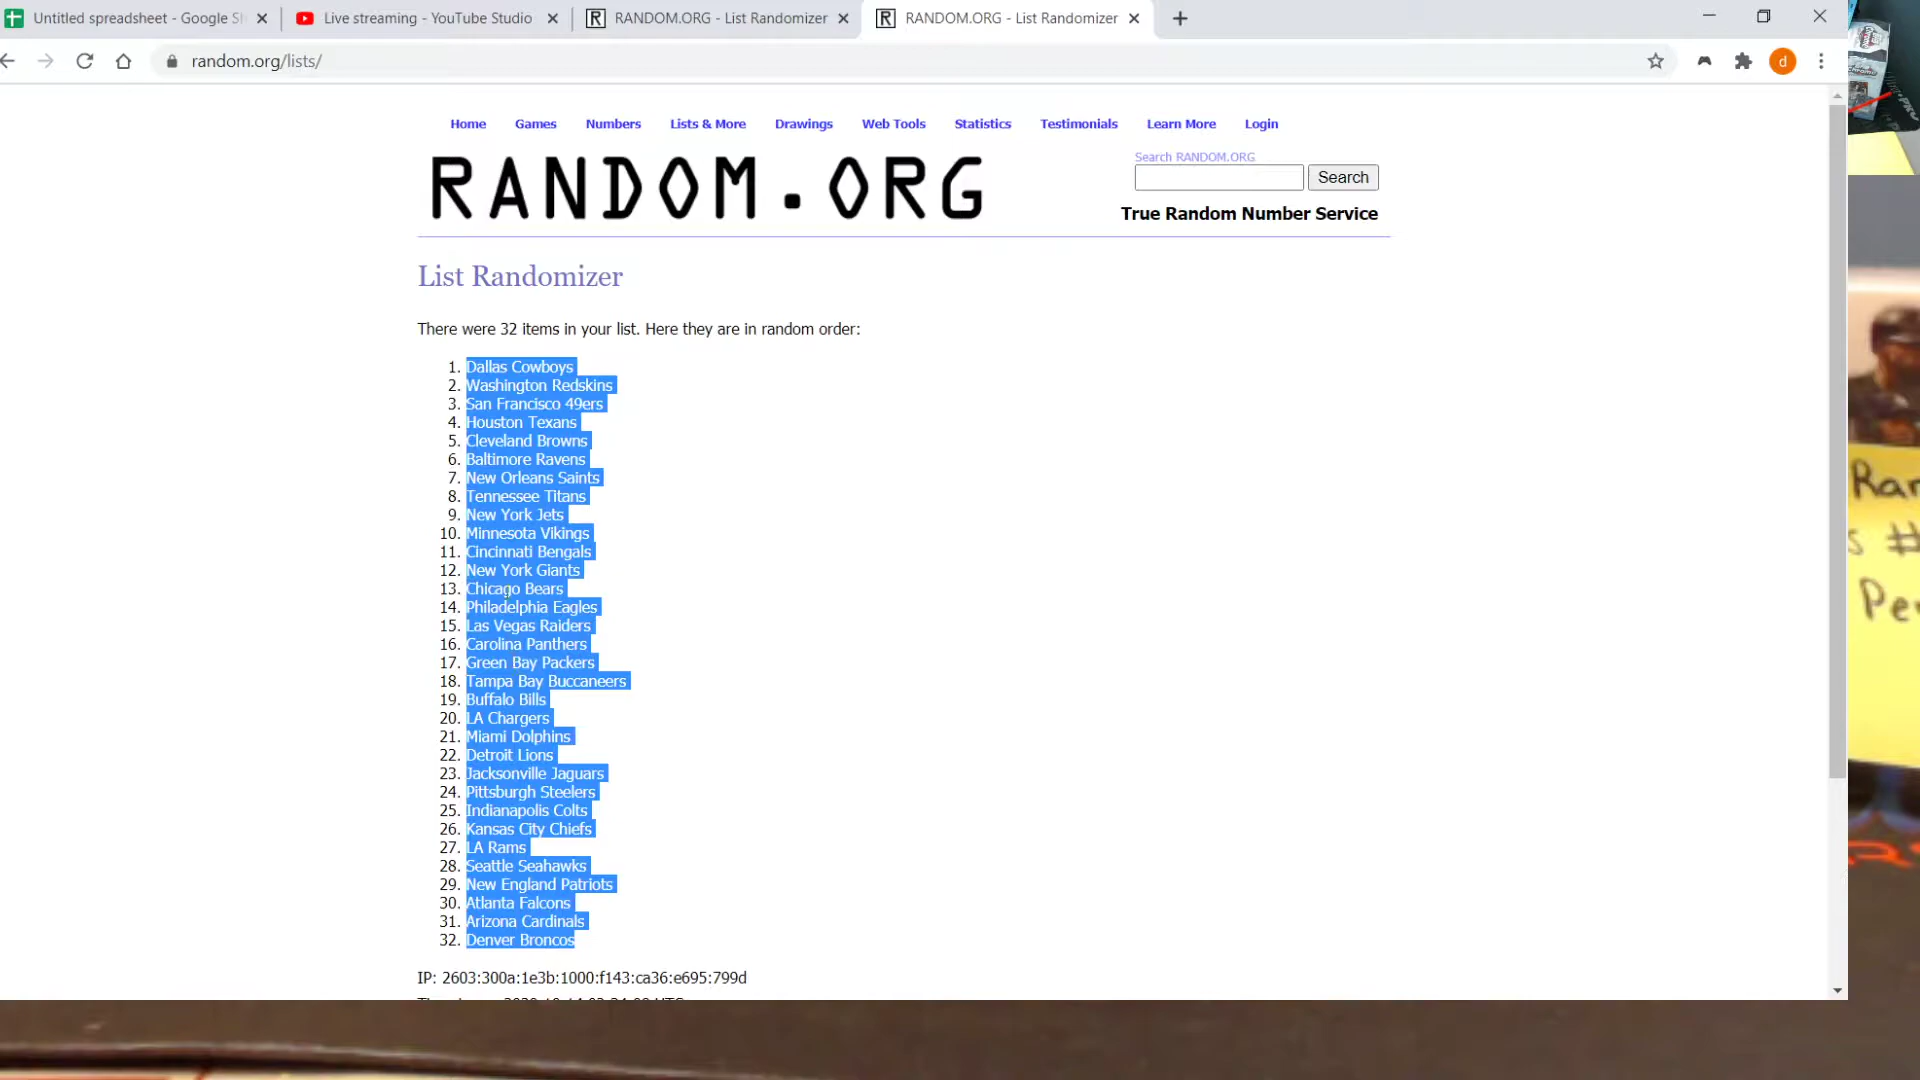 Untitled spreadsheet - Google Sh
Live streaming - YouTube Studio
RANDOM.ORG - List Randomizer
RANDOM.ORG - List Randomizer
random.org/lists/
d
Home Games Numbers Lists & More Drawings Web Tools Statistics Testimonials Learn More Login
RANDOM.ORG
Search RANDOM.ORG
Search
True Random Number Service
List Randomizer
There were 32 items in your list. Here they are in random order:
1. Dallas Cowboys
2. Washington Redskins
3. San Francisco 49ers
4. Houston Texans
5. Cleveland Browns
6. Baltimore Ravens
7. New Orleans Saints
8. Tennessee Titans
9. New York Jets
10. Minnesota Vikings
11. Cincinnati Bengals
12. New York Giants
13. Chicago Bears
14. Philadelphia Eagles
15. Las Vegas Raiders
16. Carolina Panthers
17. Green Bay Packers
18. Tampa Bay Buccaneers
19. Buffalo Bills
20. LA Chargers
21. Miami Dolphins
22. Detroit Lions
23. Jacksonville Jaguars
24. Pittsburgh Steelers
25. Indianapolis Colts
26. Kansas City Chiefs
27. LA Rams
28. Seattle Seahawks
29. New England Patriots
30. Atlanta Falcons
31. Arizona Cardinals
32. Denver Broncos
IP: 2603:300a:1e3b:1000:f143:ca36:e695:799d
Ran
s #
Per